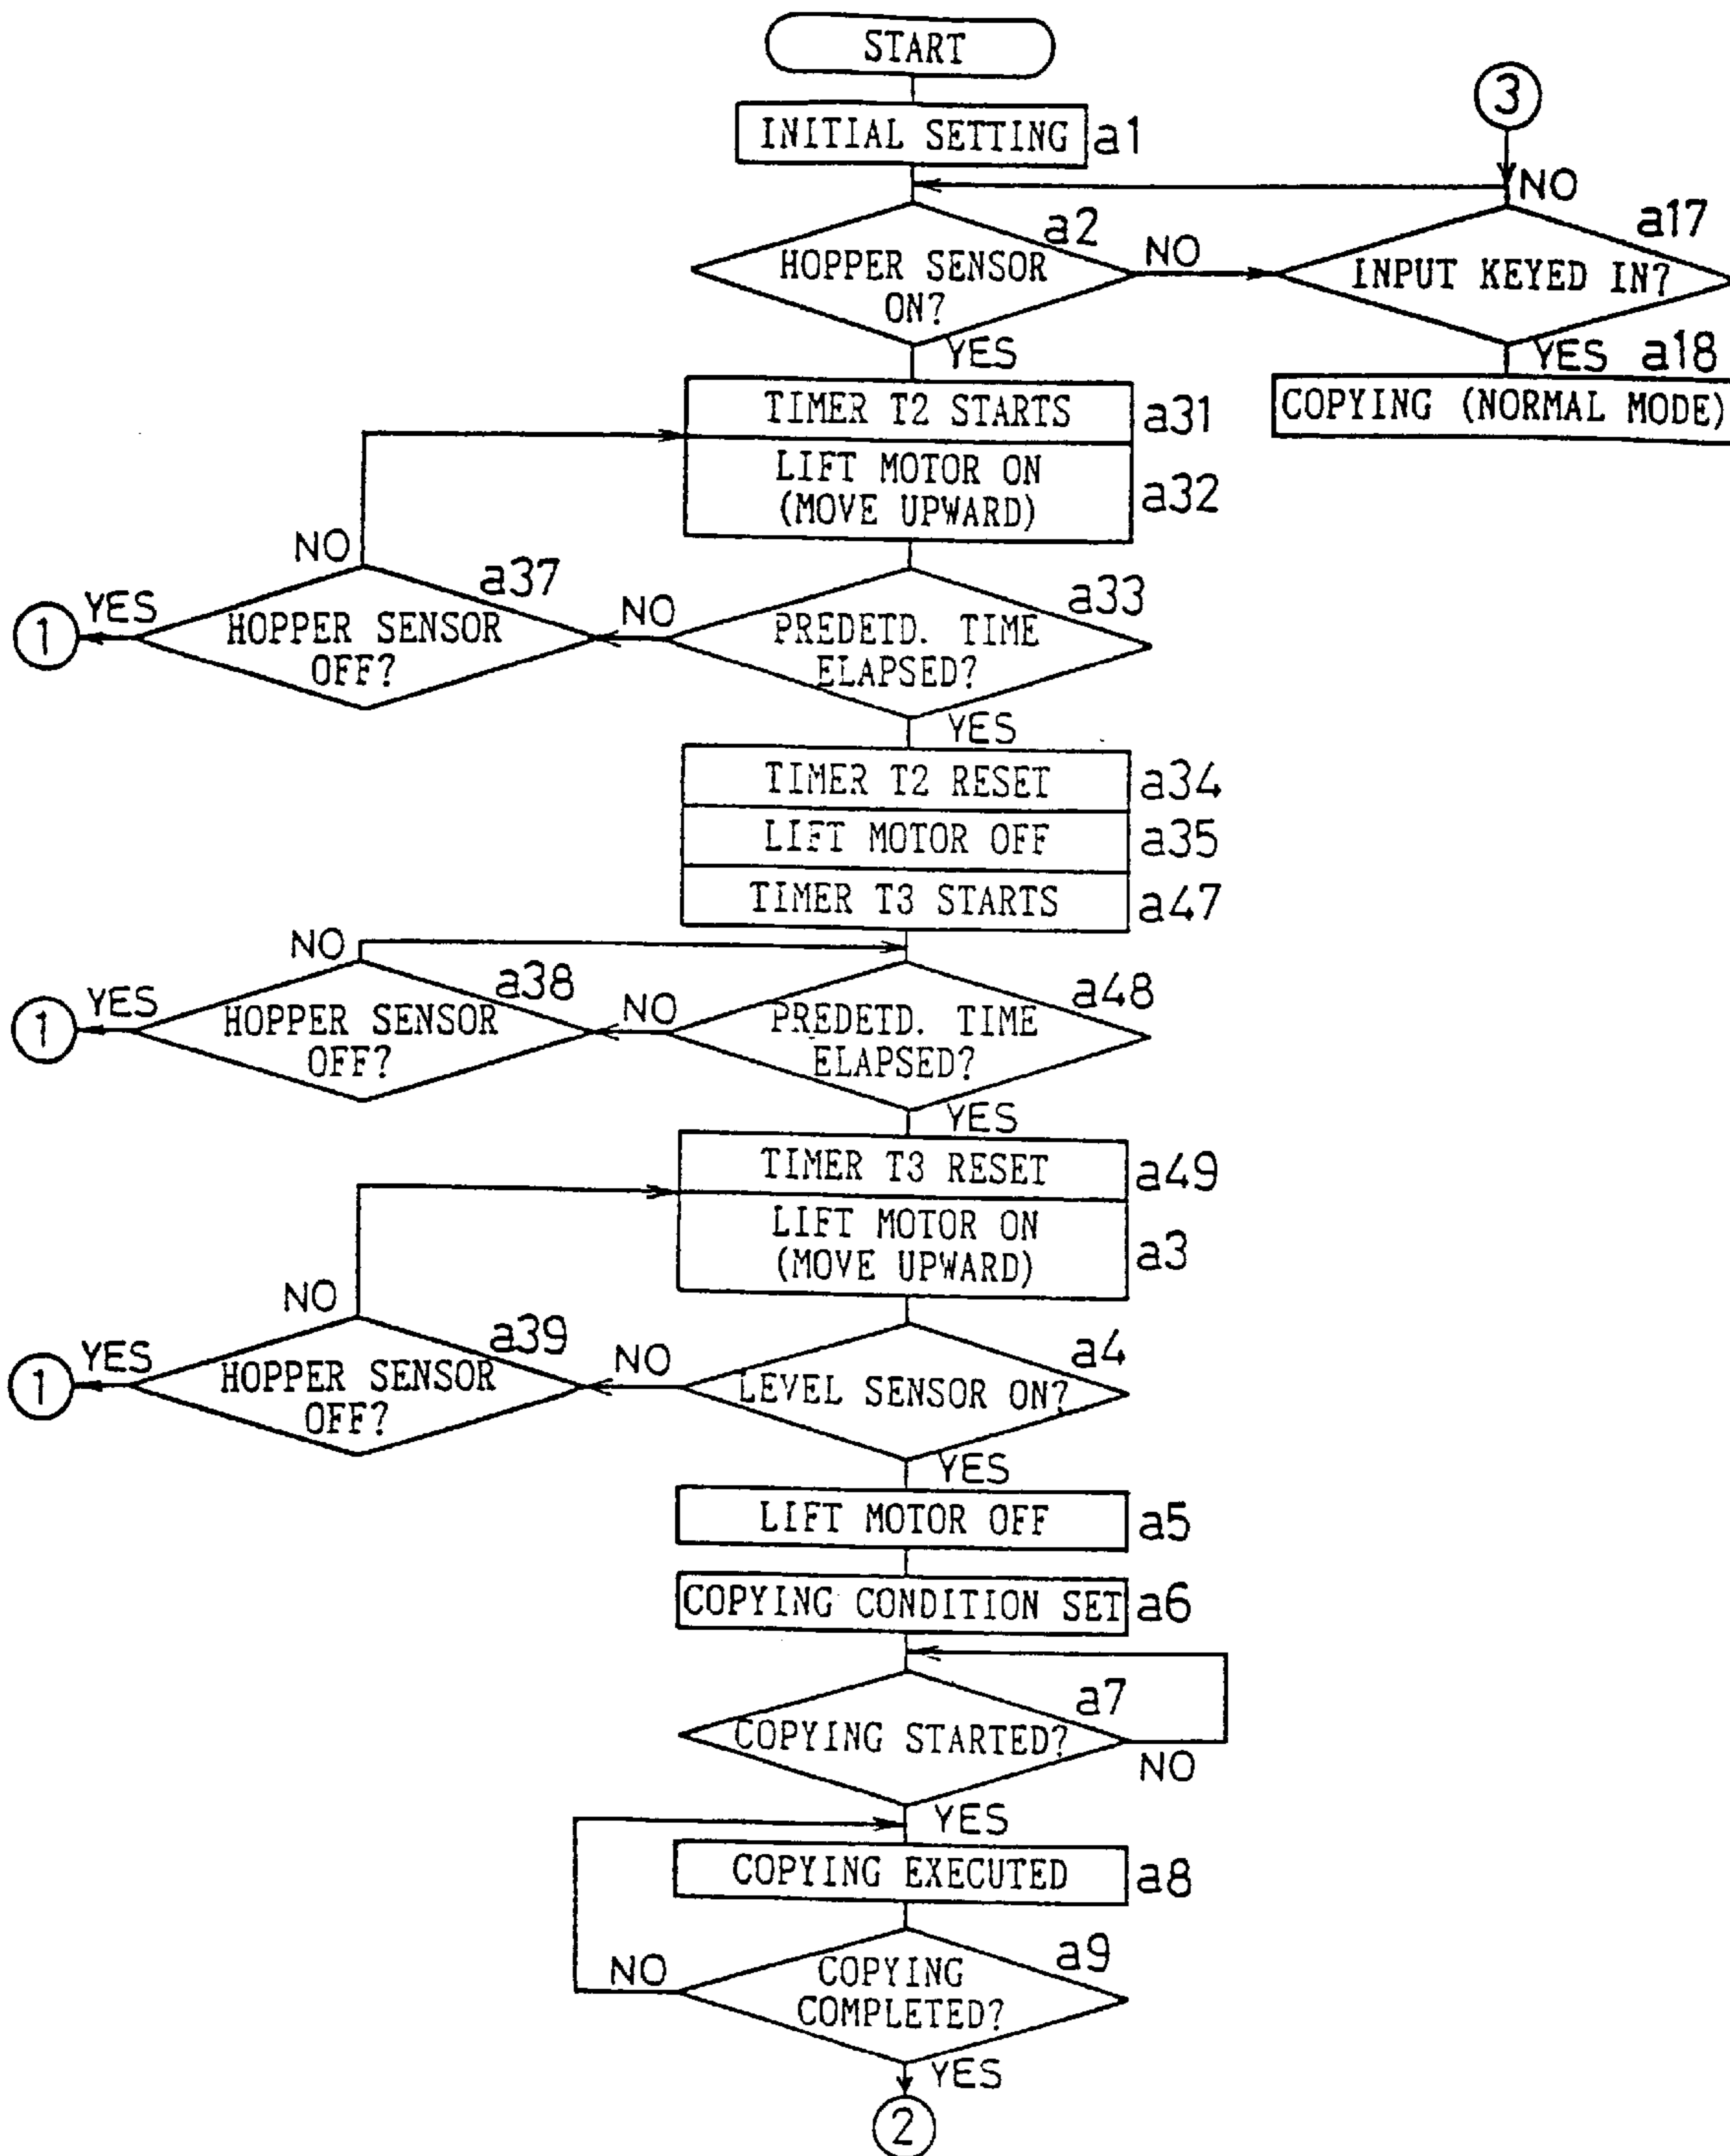 START
3
INITIAL SETTING a1
NO
a2
a17
HOPPER SENSOR
ON?
NO
INPUT KEYED IN?
YES
YES a18
TIMER T2 STARTS a31
COPYING (NORMAL MODE)
LIFT MOTOR ON
(MOVE UPWARD) a32
NO
a37
a33
1
YES
HOPPER SENSOR
OFF?
NO
PREDETD. TIME
ELAPSED?
YES
TIMER T2 RESET a34
LIFT MOTOR OFF a35
TIMER T3 STARTS a47
NO
a38
a48
1
YES
HOPPER SENSOR
OFF?
NO
PREDETD. TIME
ELAPSED?
YES
TIMER T3 RESET a49
LIFT MOTOR ON
(MOVE UPWARD) a3
NO
a39
a4
1
YES
HOPPER SENSOR
OFF?
NO
LEVEL SENSOR ON?
YES
LIFT MOTOR OFF a5
COPYING CONDITION SET a6
a7
COPYING STARTED?
NO
YES
COPYING EXECUTED a8
a9
NO
COPYING
COMPLETED?
YES
2